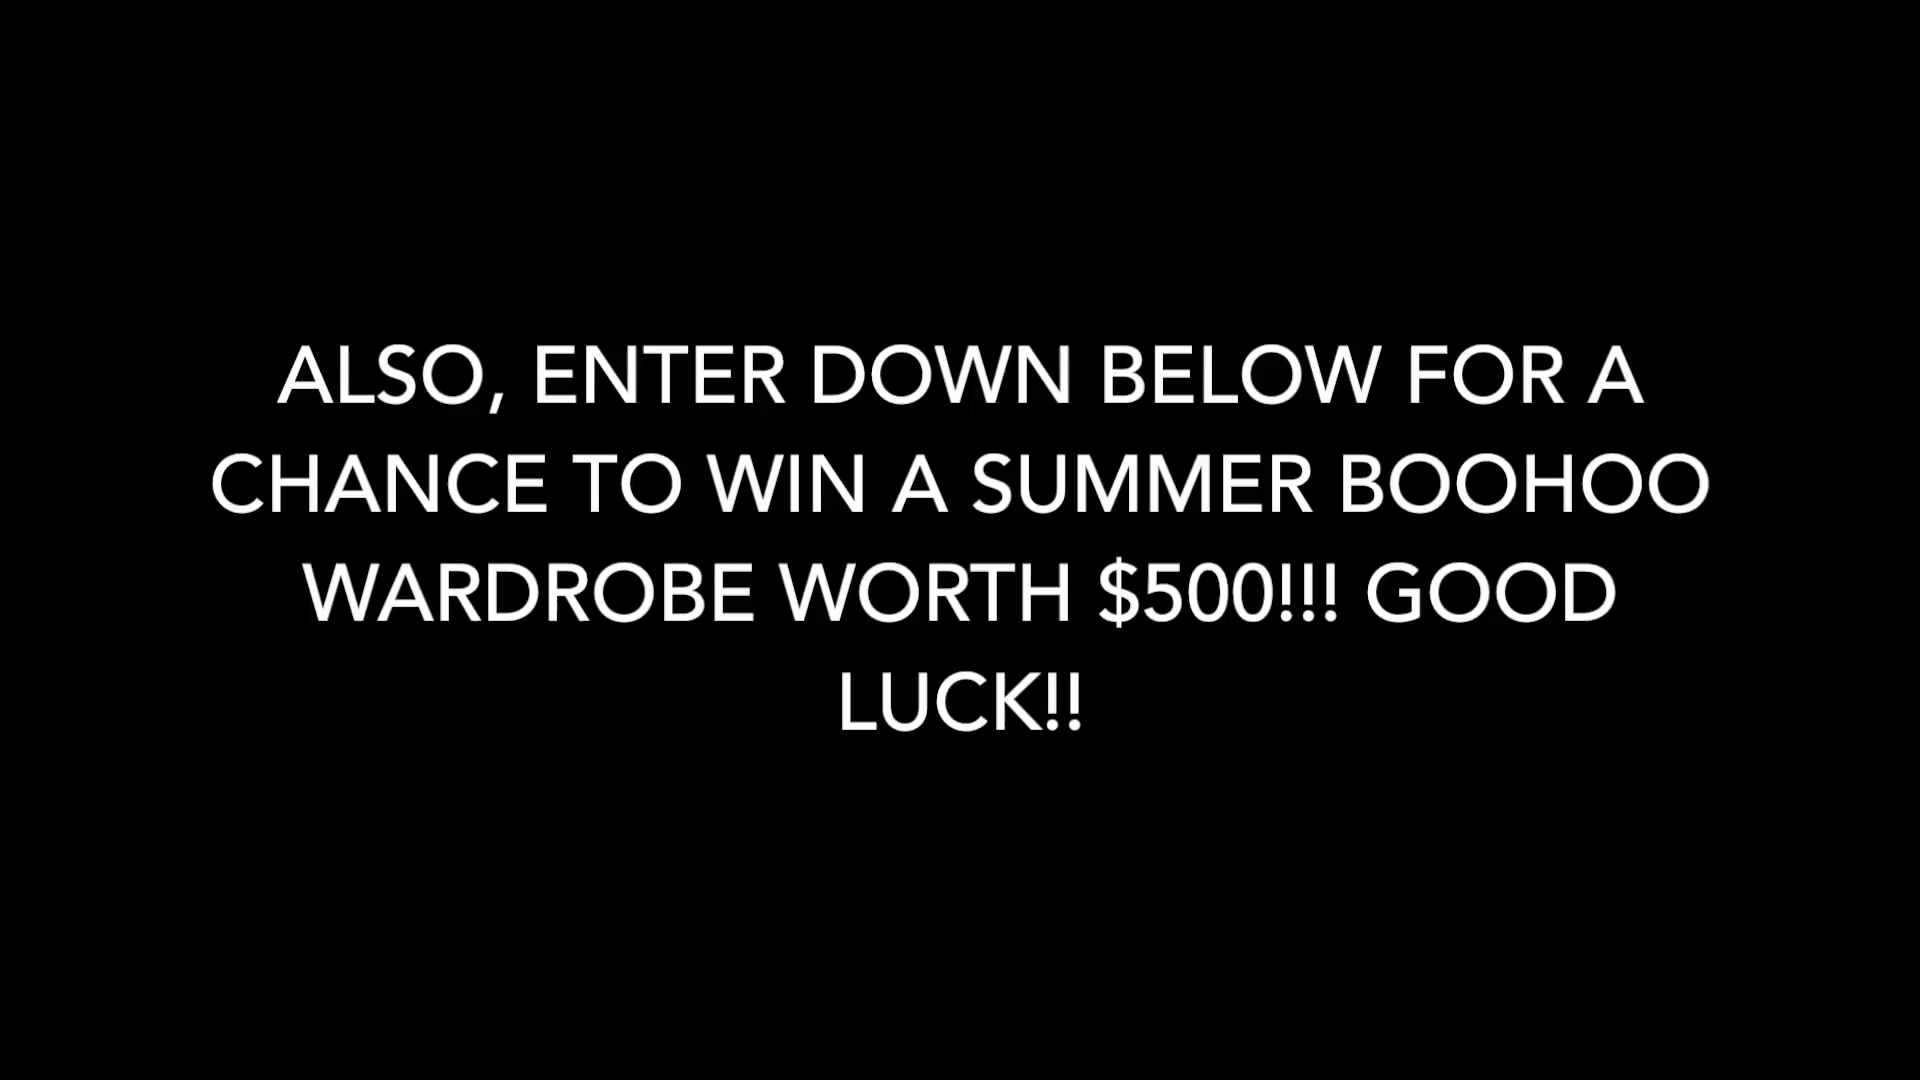 ALSO, ENTER DOWN BELOW FOR A
CHANCE TO WIN A SUMMER BOOHOO
WARDROBE WORTH $500!!! GOOD
LUCK!!